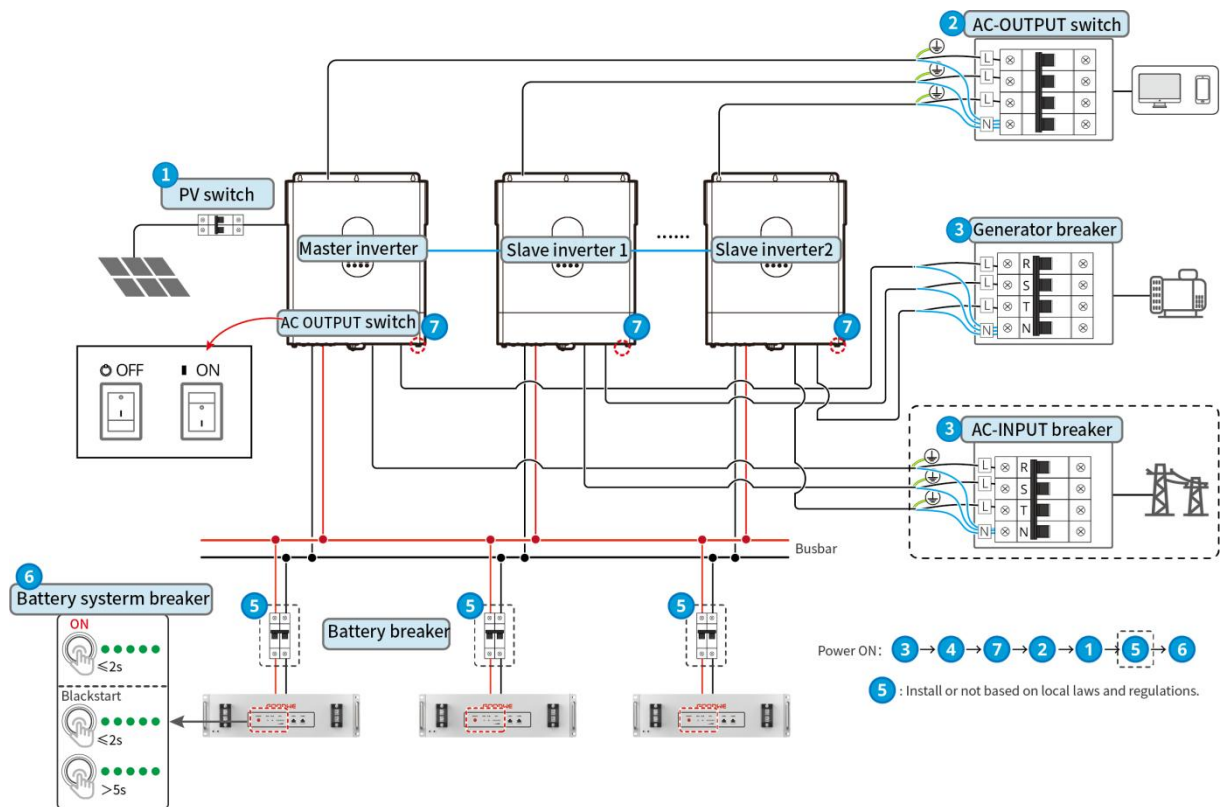 2 AC-OUTPUT switch
L
L
L
N
1
PV switch
Master inverter
Slave inverter 1
......
Slave inverter2
AC OUTPUT switch
7
7
7
OFF
ON
3 Generator breaker
L R
L S
L T
N N
3 AC-INPUT breaker
L R
L S
L T
N N
Busbar
6
Battery systerm breaker
ON
≤2s
Blackstart
≤2s
>5s
5
Battery breaker
5
5
Power ON: 3→4→7→2→1→5→6
5 : Install or not based on local laws and regulations.